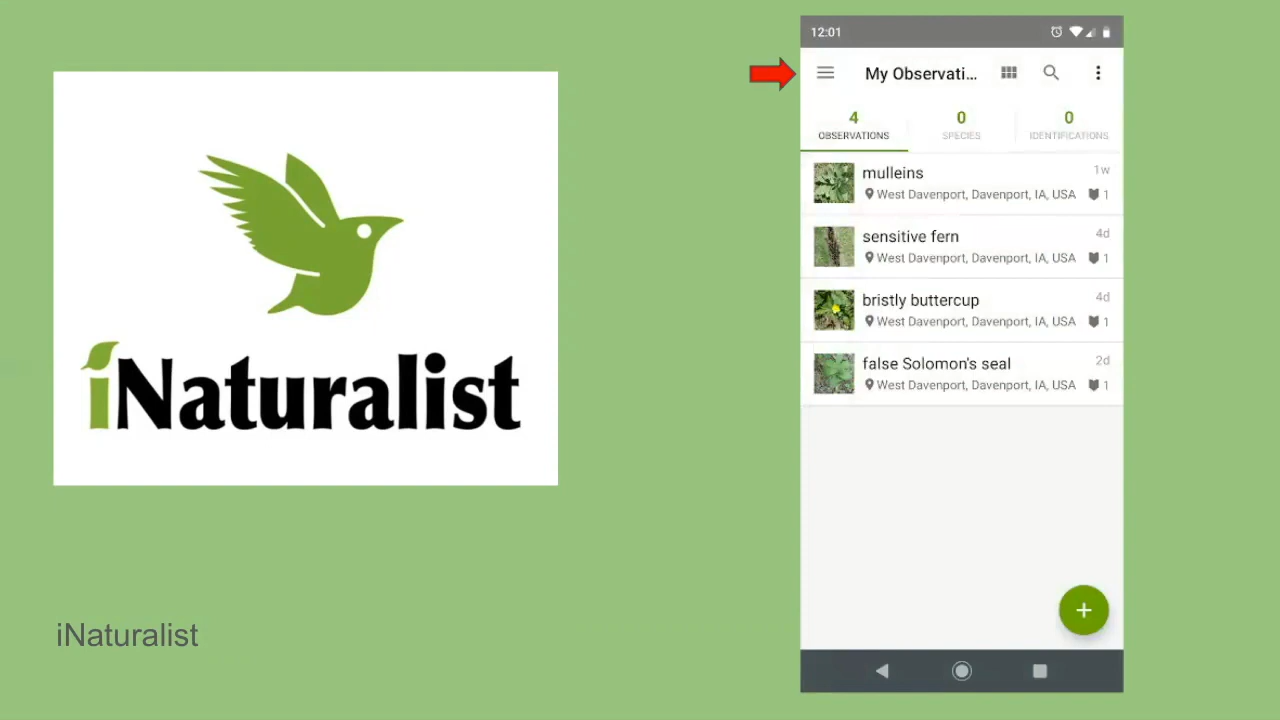 iNaturalist
iNaturalist
12:01
My Observati...
4 0 0
OBSERVATIONS SPECIES IDENTIFICATIONS
mulleins 1w
West Davenport, Davenport, IA, USA 1
sensitive fern 4d
West Davenport, Davenport, IA, USA 1
bristly buttercup 4d
West Davenport, Davenport, IA, USA 1
false Solomon's seal 2d
West Davenport, Davenport, IA, USA 1